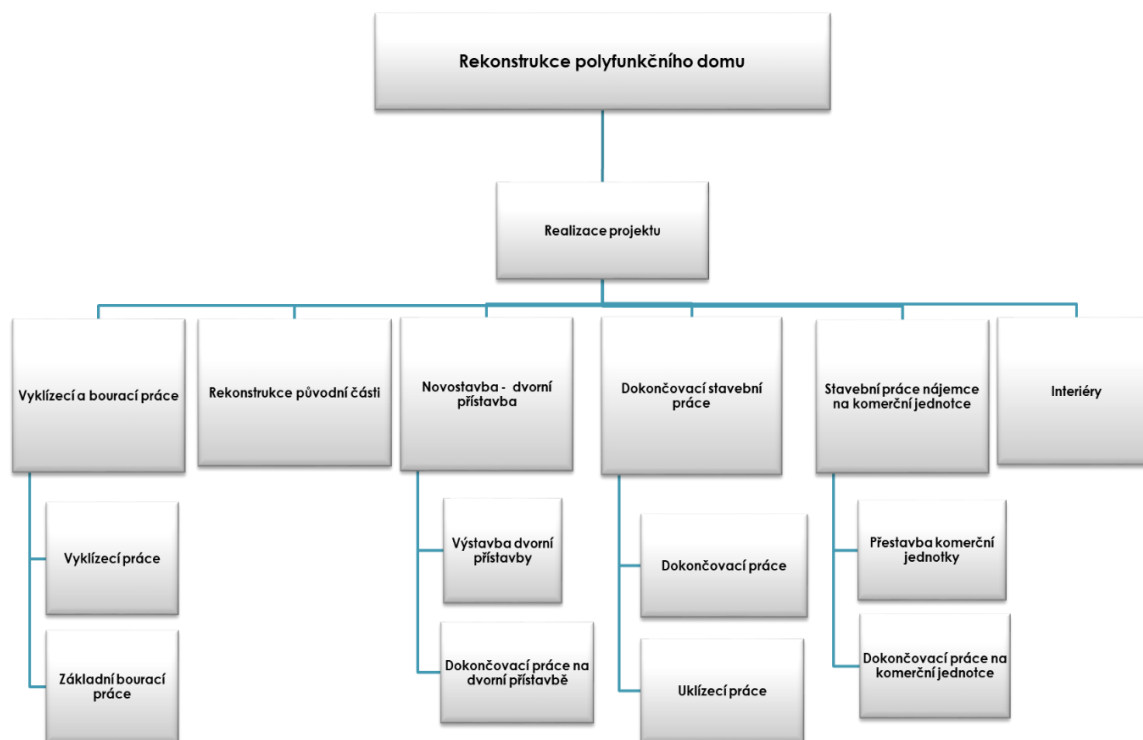 Rekonstrukce polyfunkčního domu
Realizace projektu
Vyklízecí a bourací práce
Rekonstrukce původní části
Novostavba - dvorní
přístavba
Dokončovací stavební
práce
Stavební práce nájemce
na komerční jednotce
Interiéry
Vyklízecí práce
Základní bourací
práce
Výstavba dvorní
přístavby
Dokončovací práce na
dvorní přístavbě
Dokončovací práce
Uklízecí práce
Přestavba komerční
jednotky
Dokončovací práce na
komerční jednotce